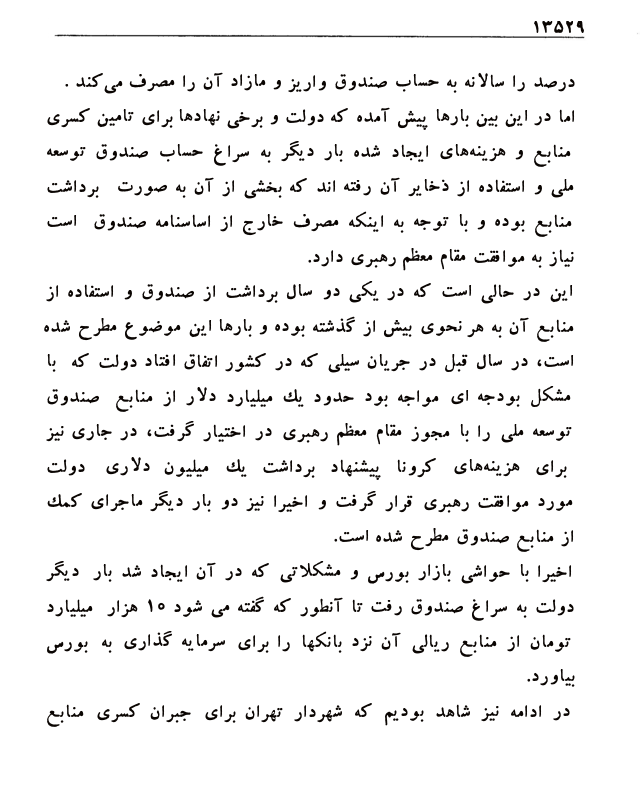 ۱۳۵۲۹
درصد را سالانه به حساب صندوق واریز و مازاد آن را مصرف می‌کند .
اما در این بین بارها پیش آمده که دولت و برخی نهادها برای تامین کسری
منابع و هزینه‌های ایجاد شده بار دیگر به سراغ حساب صندوق توسعه
ملی و استفاده از ذخایر آن رفته اند که بخشی از آن به صورت برداشت
منابع بوده و با توجه به اینکه مصرف خارج از اساسنامه صندوق است
نیاز به موافقت مقام معظم رهبری دارد.
این در حالی است که در یکی دو سال برداشت از صندوق و استفاده از
منابع آن به هر نحوی بیش از گذشته بوده و بارها این موضوع مطرح شده
است، در سال قبل در جریان سیلی که در کشور اتفاق افتاد دولت که با
مشکل بودجه ای مواجه بود حدود یك میلیارد دلار از منابع صندوق
توسعه ملی را با مجوز مقام معظم رهبری در اختیار گرفت، در جاری نیز
برای هزینه‌های کرونا پیشنهاد برداشت یك میلیون دلاری دولت
مورد موافقت رهبری قرار گرفت و اخیرا نیز دو بار دیگر ماجرای کمك
از منابع صندوق مطرح شده است.
اخیرا با حواشی بازار بورس و مشکلاتی که در آن ایجاد شد بار دیگر
دولت به سراغ صندوق رفت تا آنطور که گفته می شود ۱۰ هزار میلیارد
تومان از منابع ریالی آن نزد بانکها را برای سرمایه گذاری به بورس
بیاورد.
در ادامه نیز شاهد بودیم که شهردار تهران برای جبران کسری منابع